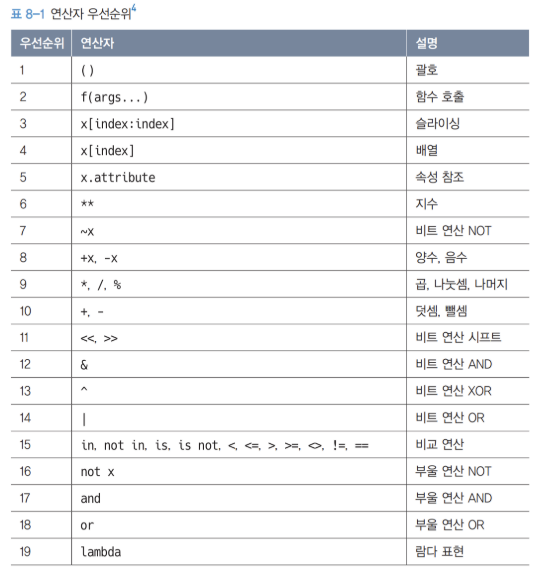 표 8-1 연산자 우선순위4
우선순위 연산자 설명
1 () 괄호
2 f(args...) 함수 호출
3 x[index:index] 슬라이싱
4 x[index] 배열
5 x.attribute 속성 참조
6 ** 지수
7 ~x 비트 연산 NOT
8 +x, -x 양수, 음수
9 *, /, % 곱, 나눗셈, 나머지
10 +, - 덧셈, 뺄셈
11 <<, >> 비트 연산 시프트
12 & 비트 연산 AND
13 ^ 비트 연산 XOR
14 | 비트 연산 OR
15 in, not in, is, is not, <, <=, >, >=, <>, !=, == 비교 연산
16 not x 부울 연산 NOT
17 and 부울 연산 AND
18 or 부울 연산 OR
19 lambda 람다 표현